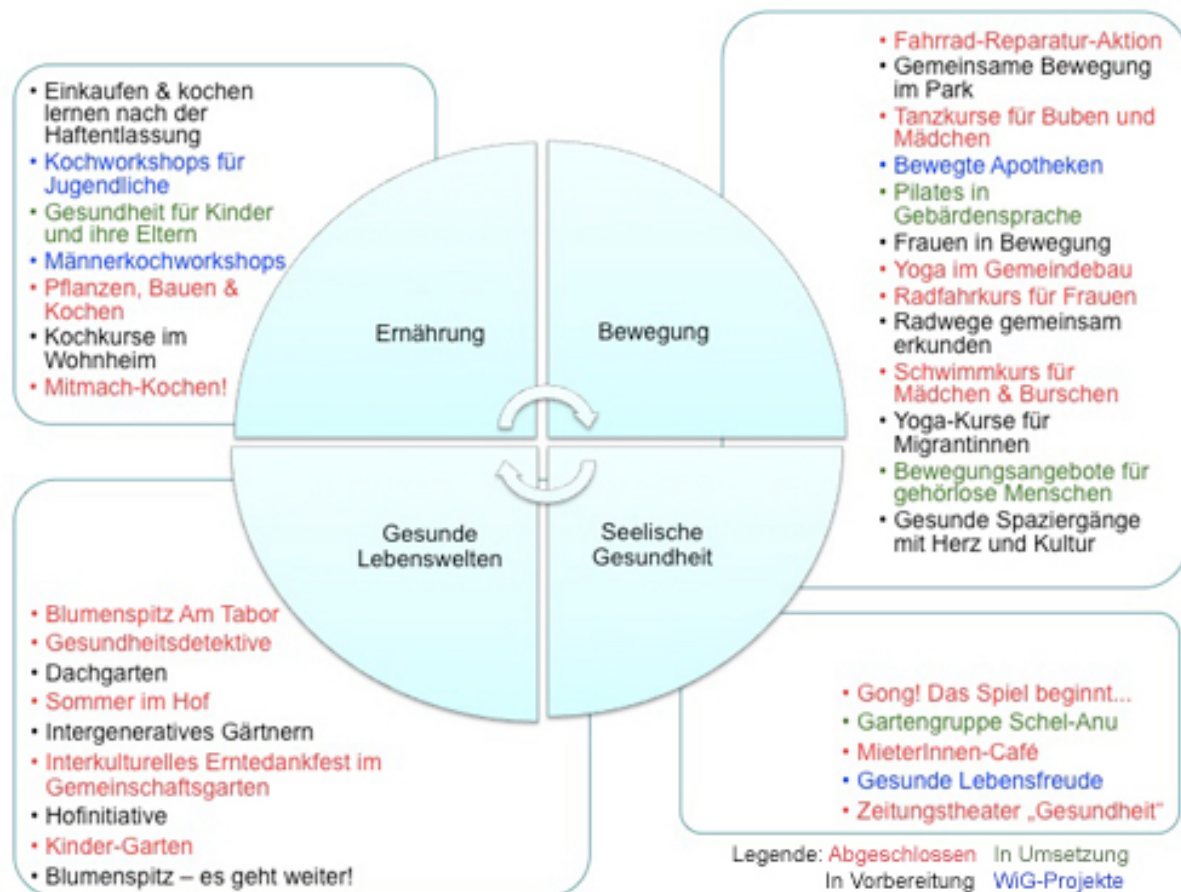 • Einkaufen & kochen
lernen nach der
Haftentlassung
• Kochworkshops für
Jugendliche
• Gesundheit für Kinder
und ihre Eltern
• Männerkochworkshops
• Pflanzen, Bauen &
Kochen
• Kochkurse im
Wohnheim
• Mitmach-Kochen!
Ernährung
Bewegung
• Fahrrad-Reparatur-Aktion
• Gemeinsame Bewegung
im Park
• Tanzkurse für Buben und
Mädchen
• Bewegte Apotheken
• Pilates in
Gebärdensprache
• Frauen in Bewegung
• Yoga im Gemeindebau
• Radfahrkurs für Frauen
• Radwege gemeinsam
erkunden
• Schwimmkurs für
Mädchen & Burschen
• Yoga-Kurse für
Migrantinnen
• Bewegungsangebote für
gehörlose Menschen
• Gesunde Spaziergänge
mit Herz und Kultur
Gesunde
Lebenswelten
Seelische
Gesundheit
• Blumenspitz Am Tabor
• Gesundheitsdetektive
• Dachgarten
• Sommer im Hof
• Intergeneratives Gärtnern
• Interkulturelles Erntedankfest im
Gemeinschaftsgarten
• Hofinitiative
• Kinder-Garten
• Blumenspitz – es geht weiter!
• Gong! Das Spiel beginnt...
• Gartengruppe Schel-Anu
• MieterInnen-Café
• Gesunde Lebensfreude
• Zeitungstheater „Gesundheit“
Legende: Abgeschlossen In Umsetzung
In Vorbereitung WiG-Projekte